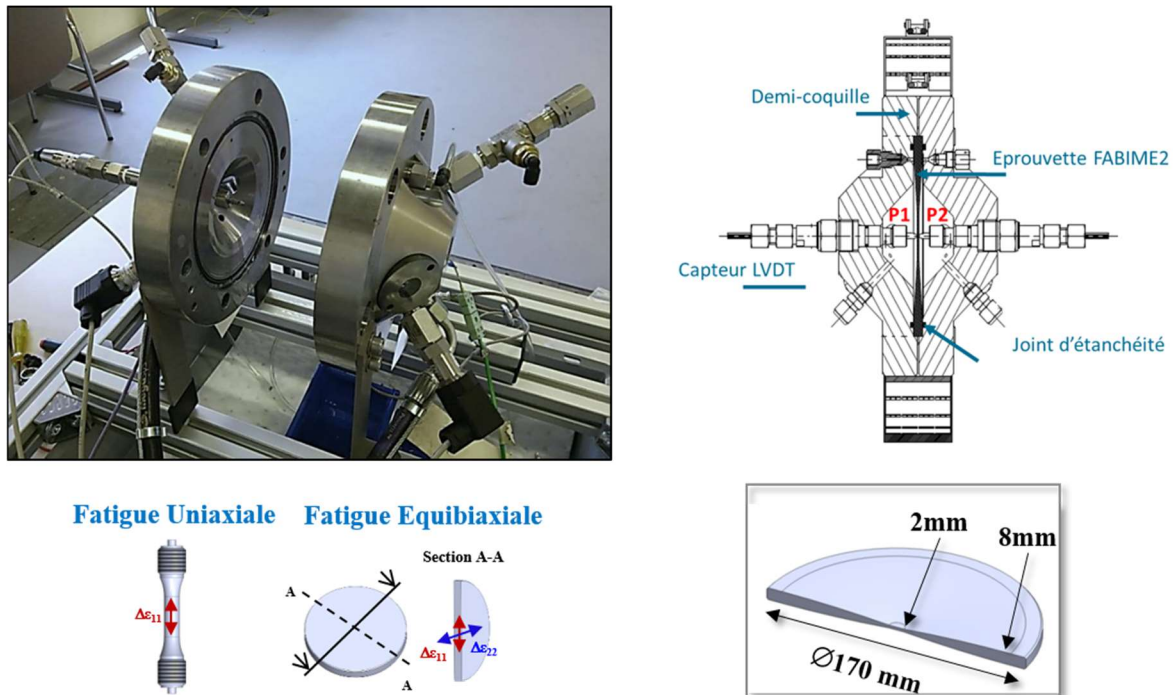 Demi-coquille
Eprouvette FABIME2
P1 P2
Capteur LVDT
Joint d'étanchéité
Fatigue Uniaxiale
Fatigue Equibiaxiale
Section A-A
A
A
Δε11
Δε11
Δε22
2mm
8mm
∅170 mm